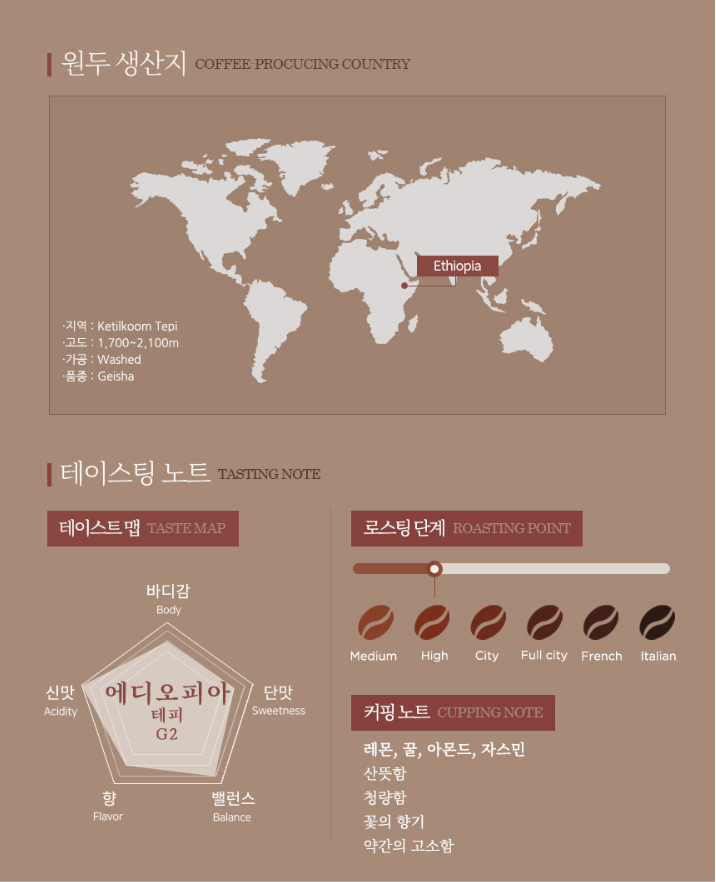 원두 생산지 COFFEE-PROCUCING COUNTRY
Ethiopia
·지역 : Ketilkoom Tepi
·고도 : 1,700~2,100m
·가공 : Washed
·품종 : Geisha
테이스팅 노트 TASTING NOTE
테이스트 맵 TASTE MAP
바디감
Body
신맛
Acidity
단맛
Sweetness
에디오피아
테피
G2
향
Flavor
밸런스
Balance
로스팅 단계 ROASTING POINT
Medium High City Full city French Italian
커핑 노트 CUPPING NOTE
레몬, 꿀, 아몬드, 자스민
산뜻함
청량함
꽃의 향기
약간의 고소함